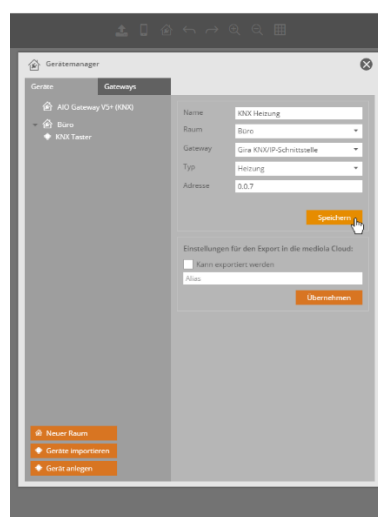 Gerätemanager
Geräte
Gateways
AIO Gateway V5+ (KNX)
Büro
KNX Taster
Name
KNX Heizung
Raum
Büro
Gateway
Gira KNX/IP-Schnittstelle
Typ
Heizung
Adresse
0.0.7
Speichern
Einstellungen für den Export in die mediola Cloud:
Kann exportiert werden
Alias
Übernehmen
Neuer Raum
Geräte importieren
Gerät anlegen